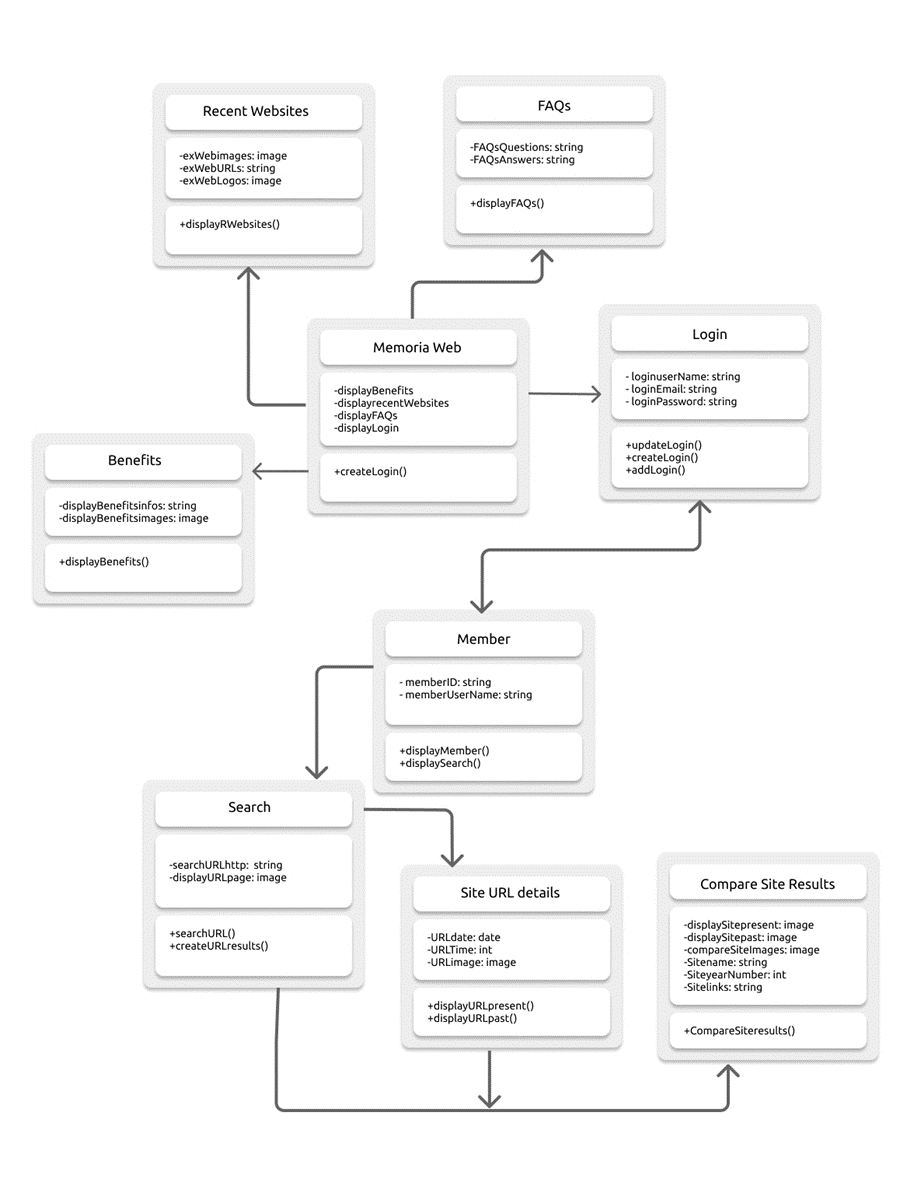 Recent Websites
-exWebimages: image
-exWebURLs: string
-exWebLogos: image
+displayRWebsites()
FAQs
-FAQsQuestions: string
-FAQsAnswers: string
+displayFAQs()
Memoria Web
-displayBenefits
-displayrecentWebsites
-displayFAQs
-displayLogin
+createLogin()
Login
- loginuserName: string
- loginEmail: string
- loginPassword: string
+updateLogin()
+createLogin()
+addLogin()
Benefits
-displayBenefitsinfos: string
-displayBenefitsimages: image
+displayBenefits()
Member
- memberID: string
- memberUserName: string
+displayMember()
+displaySearch()
Search
-searchURLhttp:  string
-displayURLpage: image
+searchURL()
+createURLresults()
Site URL details
-URLdate: date
-URLTime: int
-URLimage: image
+displayURLpresent()
+displayURLpast()
Compare Site Results
-displaySitepresent: image
-displaySitepast: image
-compareSiteImages: image
-Sitename: string
-SiteyearNumber: int
-Sitelinks: string
+CompareSiteresults()